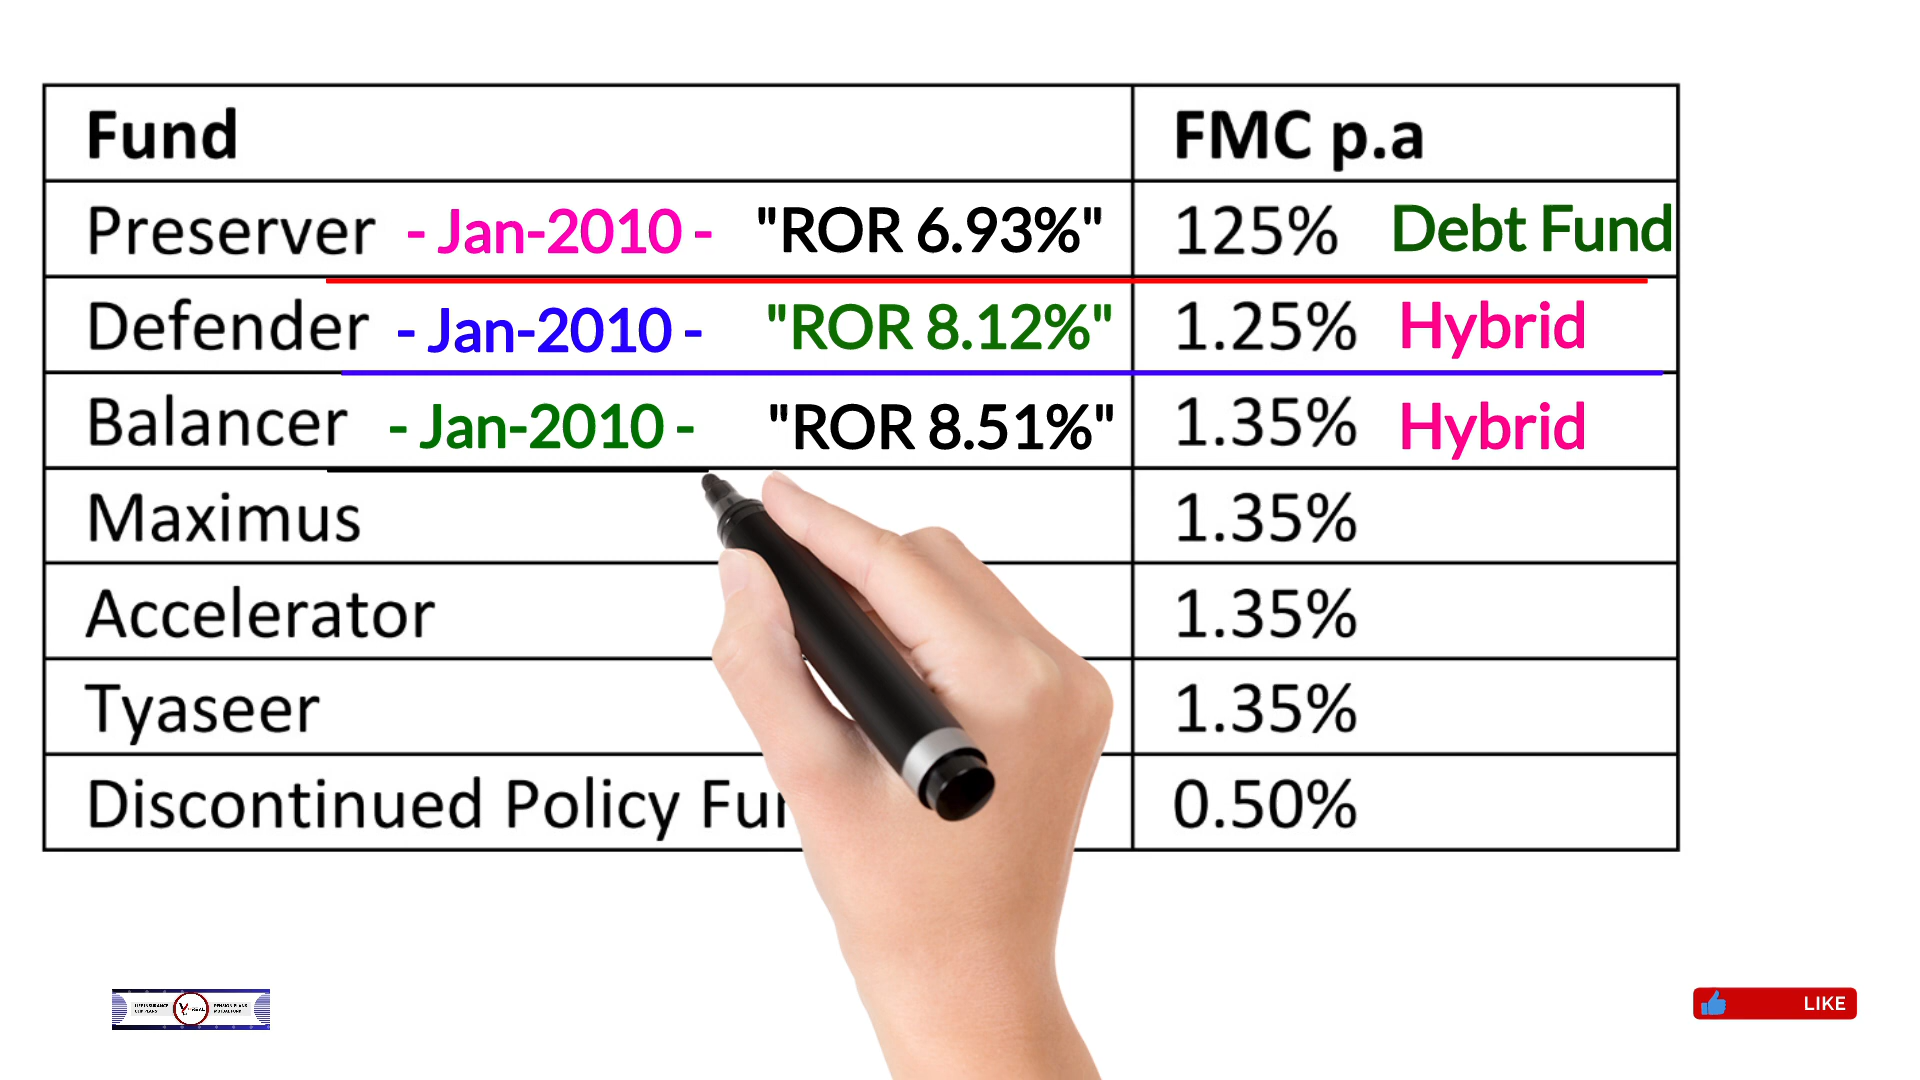 Fund FMC p.a
Preserver - Jan-2010 - "ROR 6.93%" 125% Debt Fund
Defender - Jan-2010 - "ROR 8.12%" 1.25% Hybrid
Balancer - Jan-2010 - "ROR 8.51%" 1.35% Hybrid
Maximus 1.35%
Accelerator 1.35%
Tyaseer 1.35%
Discontinued Policy Fu 0.50%
LIKE